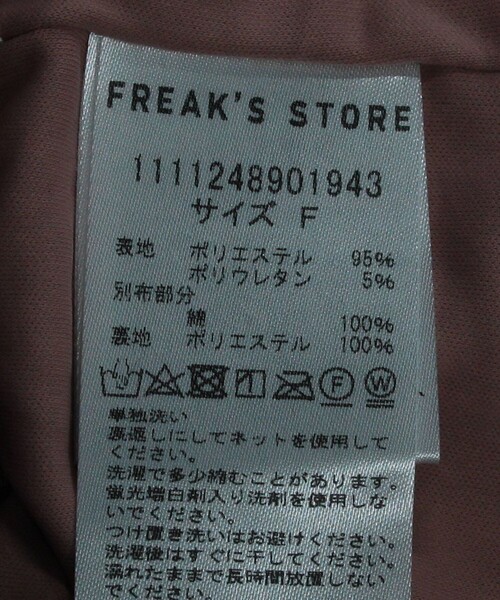 FREAK'S STORE
1111248901943
サイズ F
表地 ポリエステル 95%
ポリウレタン 5%
別布部分
綿 100%
裏地 ポリエステル 100%
F W
単独洗い
裏返しにしてネットを使用して
ください。
洗濯で多少縮むことがあります。
蛍光増白剤入り洗剤を使用しな
いでください。
つけ置き洗いはお避けください。
洗濯後はすぐに干してください。
濡れたままで長時間放置しない
でください。